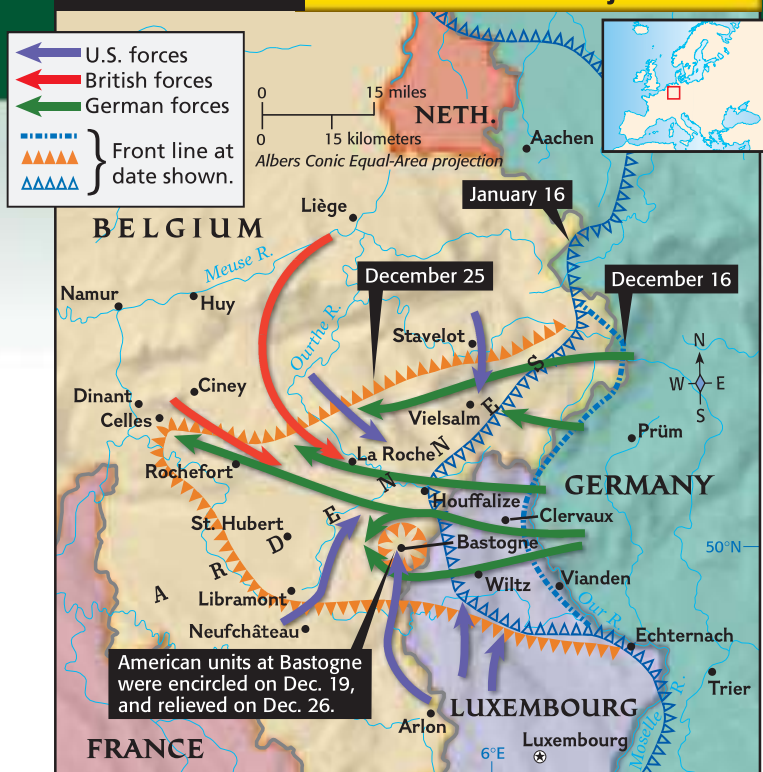 U.S. forces
British forces
German forces
Front line at
date shown.
0
15 miles
0
15 kilometers
Albers Conic Equal-Area projection
NETH.
Aachen
January 16
Liège
BELGIUM
Meuse R.
December 25
December 16
Namur
Huy
Ourthe R.
Stavelot
N
W
E
S
Ciney
Dinant
Celles
Vielsalm
Prüm
La Roche
Rochefort
GERMANY
Houffalize
Clervaux
St. Hubert
ARDENNES
Bastogne
50°N
Wiltz
Vianden
Libramont
Our R.
Neufchâteau
Echternach
American units at Bastogne
were encircled on Dec. 19,
and relieved on Dec. 26.
Trier
Arlon
LUXEMBOURG
Moselle R.
Luxembourg
FRANCE
6°E